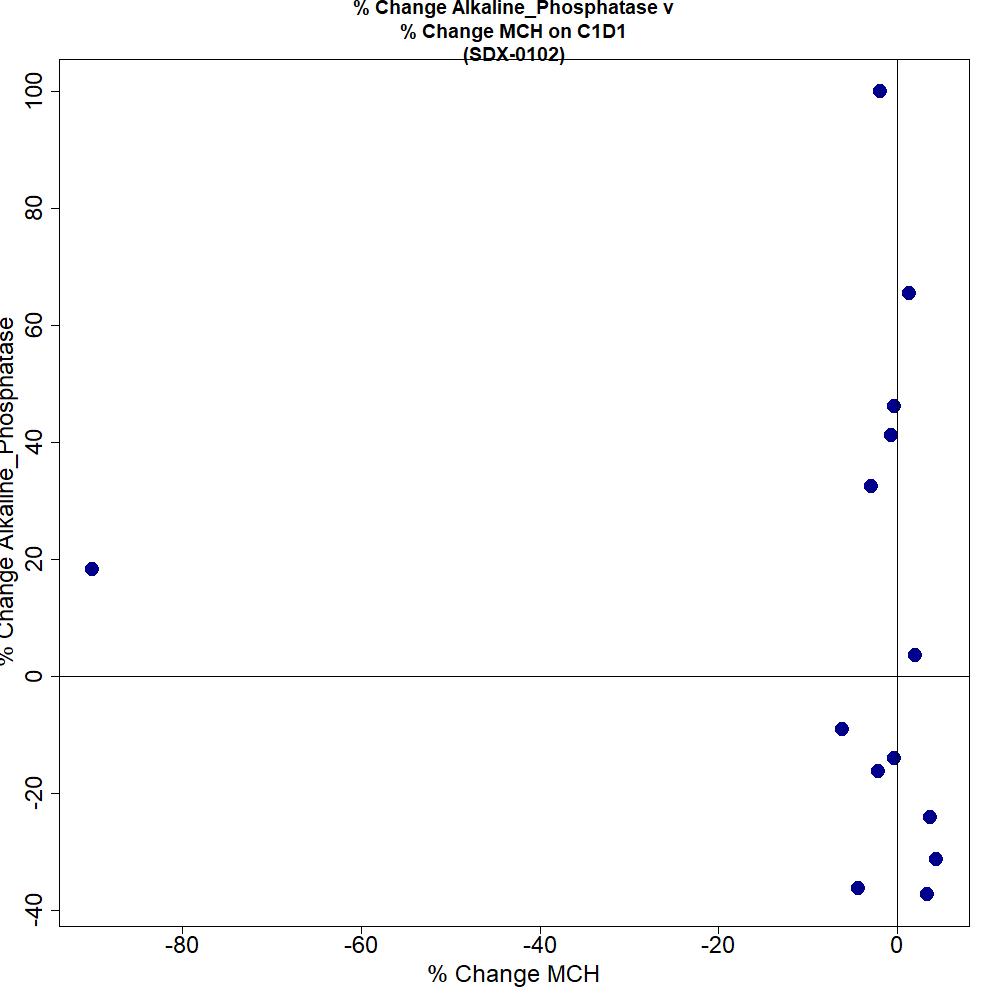 % Change Alkaline_Phosphatase v
% Change MCH on C1D1
(SDX-0102)
% Change Alkaline_Phosphatase
100
80
60
40
20
0
-20
-40
-80
-60
-40
-20
0
% Change MCH